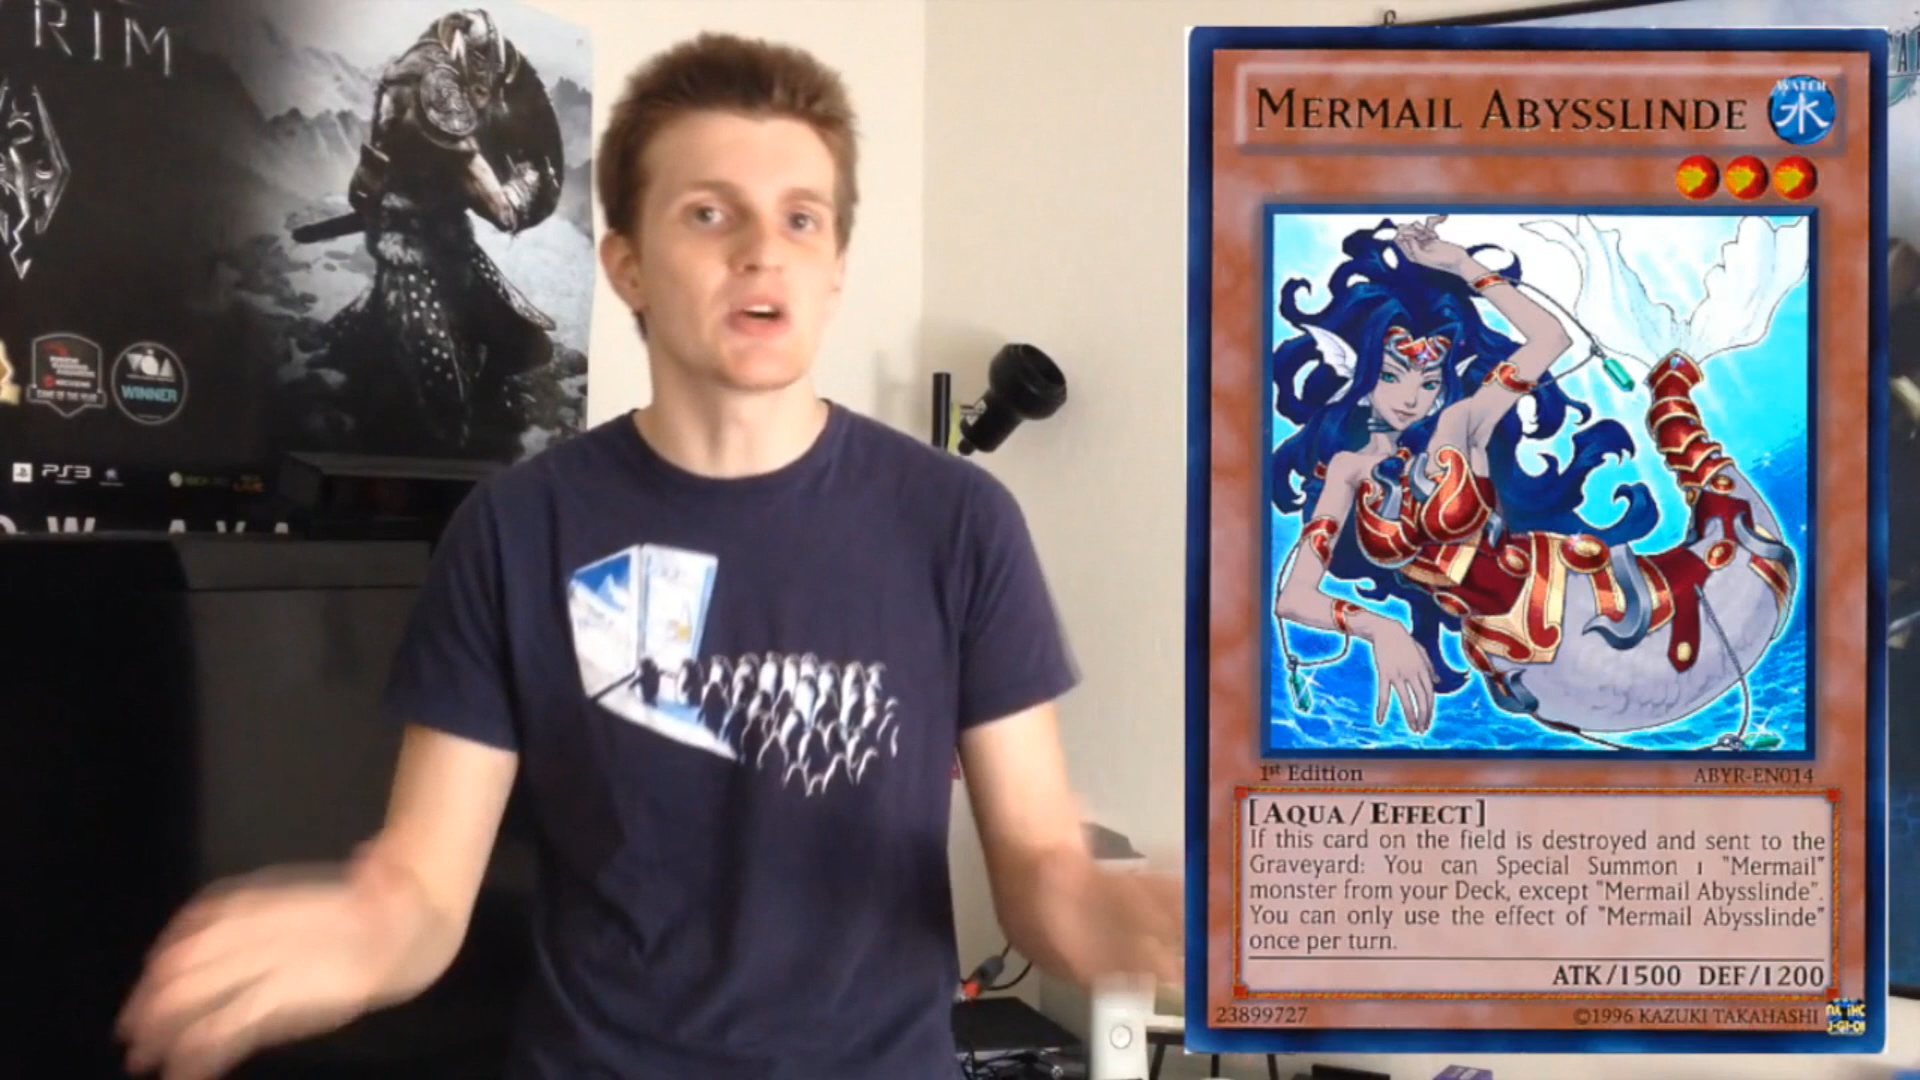 RIM
WINNER
PS3
MERMAIL ABYSSLINDE
WATER
水
1st Edition
ABYR-EN014
[AQUA/EFFECT]
If this card on the field is destroyed and sent to the
Graveyard: You can Special Summon 1 "Mermail"
monster from your Deck, except "Mermail Abysslinde".
You can only use the effect of "Mermail Abysslinde"
once per turn.
ATK/1500 DEF/1200
23899727
©1996 KAZUKI TAKAHASHI